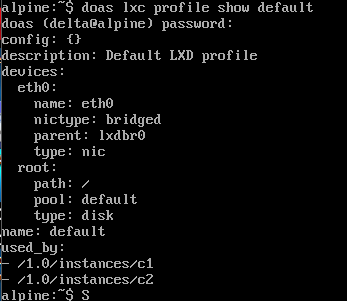 alpine:~$ doas lxc profile show default
doas (delta@alpine) password:
config: {}
description: Default LXD profile
devices:
  eth0:
    name: eth0
    nictype: bridged
    parent: lxdbr0
    type: nic
  root:
    path: /
    pool: default
    type: disk
name: default
used_by:
- /1.0/instances/c1
- /1.0/instances/c2
alpine:~$ S